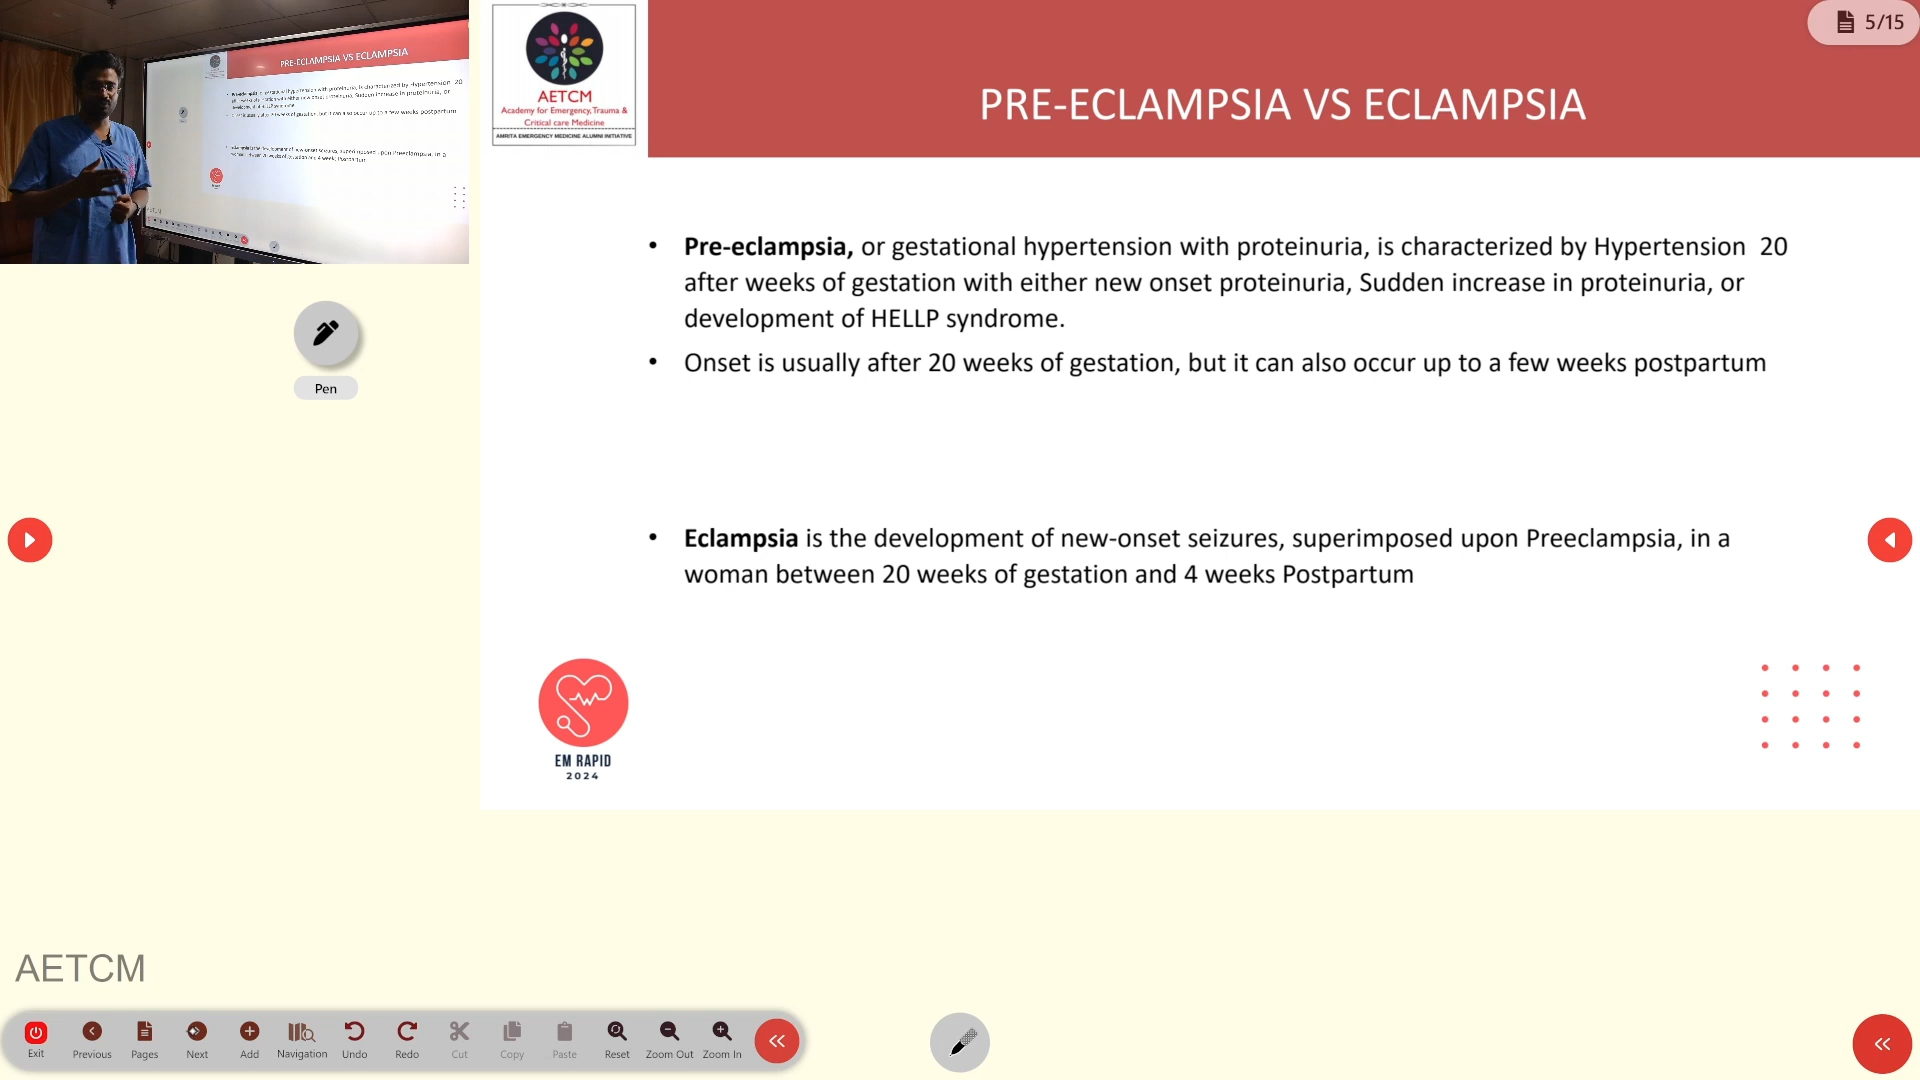 PRE-ECLAMPSIA VS ECLAMPSIA
AETCM
Academy for Emergency, Trauma &
Critical care Medicine
AMRITA EMERGENCY MEDICINE ALUMNI INITIATIVE
5/15
PRE-ECLAMPSIA VS ECLAMPSIA
• Pre-eclampsia, or gestational hypertension with proteinuria, is characterized by Hypertension 20
after weeks of gestation with either new onset proteinuria, Sudden increase in proteinuria, or
development of HELLP syndrome.
• Onset is usually after 20 weeks of gestation, but it can also occur up to a few weeks postpartum
• Eclampsia is the development of new-onset seizures, superimposed upon Preeclampsia, in a
woman between 20 weeks of gestation and 4 weeks Postpartum
Pen
EM RAPID
2024
AETCM
Exit Previous Pages Next Add Navigation Undo Redo Cut Copy Paste Reset Zoom Out Zoom In